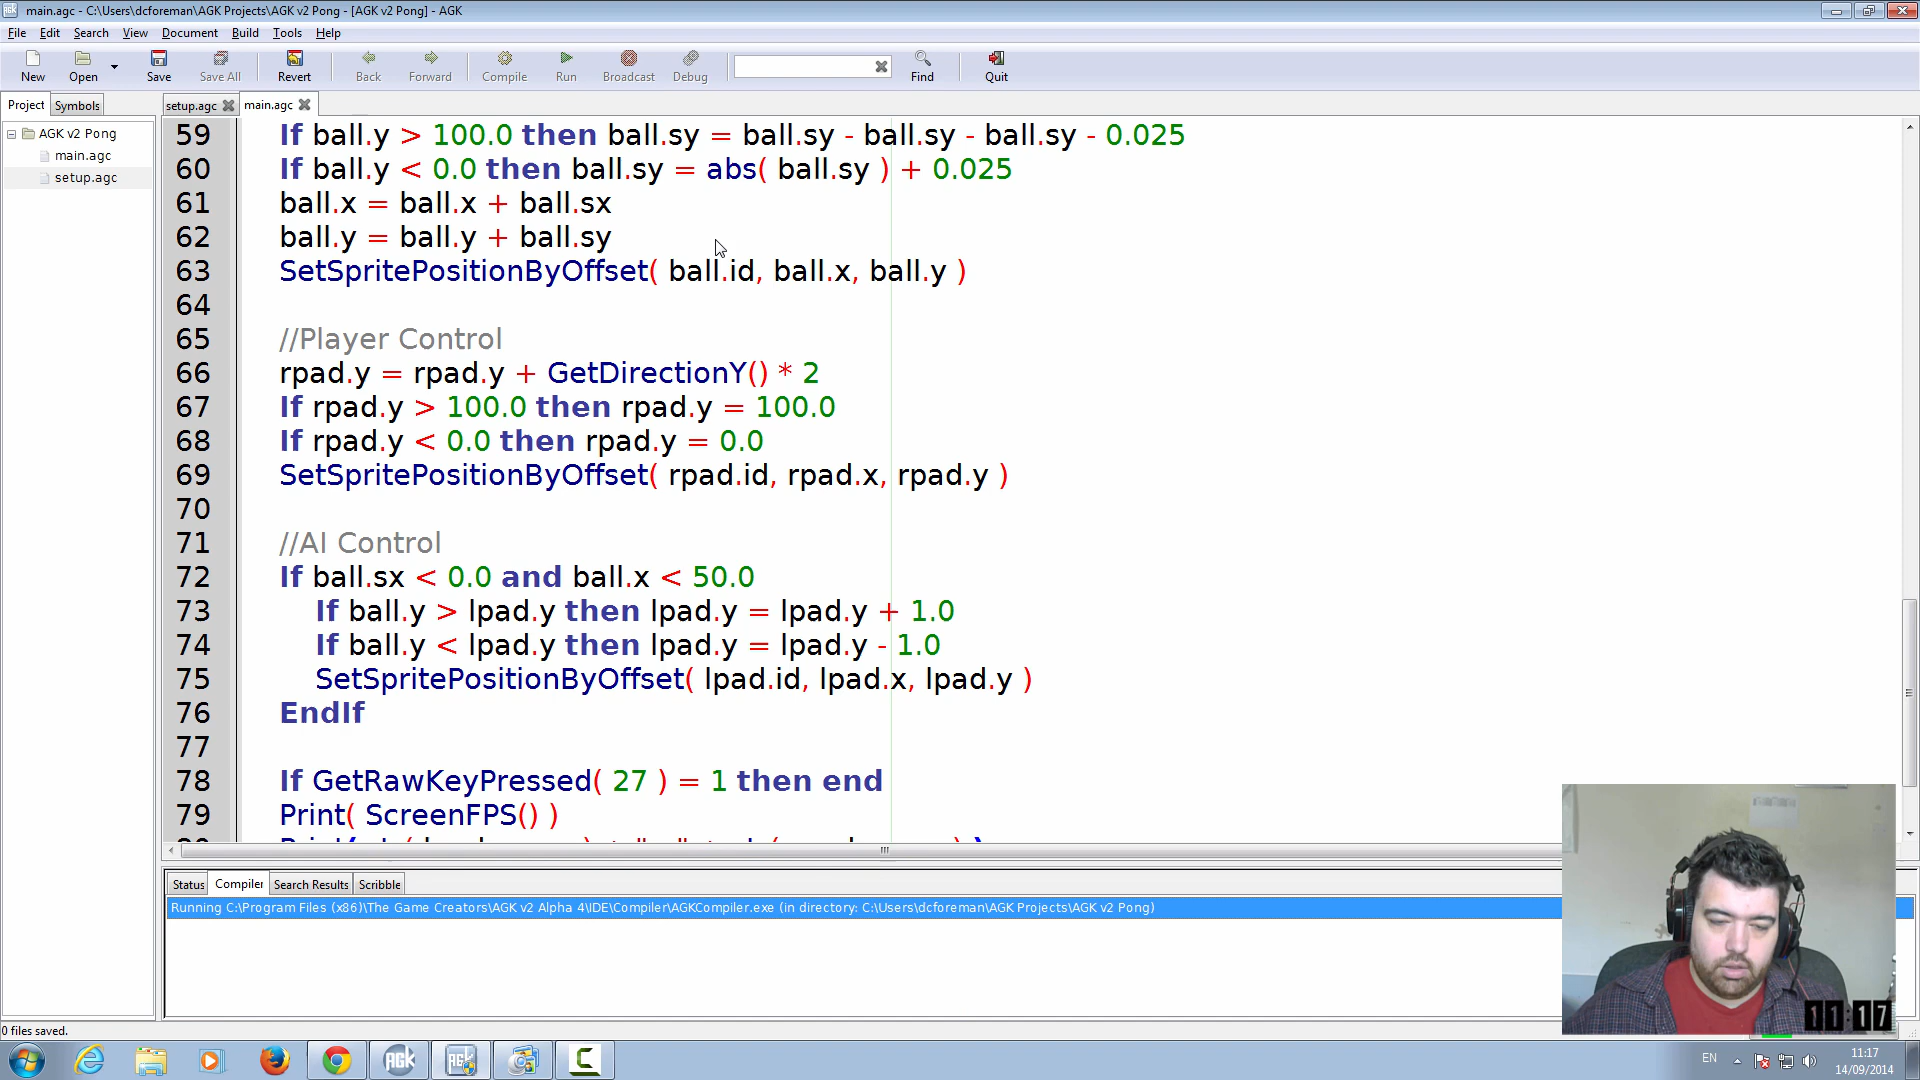 main.agc - C:\Users\dcforeman\AGK Projects\AGK v2 Pong - [AGK v2 Pong] - AGK
File Edit Search View Document Build Tools Help
New Open Save Save All Revert Back Forward Compile Run Broadcast Debug Find Quit
Project Symbols setup.agc main.agc
AGK v2 Pong
main.agc
setup.agc
59 If ball.y > 100.0 then ball.sy = ball.sy - ball.sy - ball.sy - 0.025
60 If ball.y < 0.0 then ball.sy = abs( ball.sy ) + 0.025
61 ball.x = ball.x + ball.sx
62 ball.y = ball.y + ball.sy
63 SetSpritePositionByOffset( ball.id, ball.x, ball.y )
64
65 //Player Control
66 rpad.y = rpad.y + GetDirectionY() * 2
67 If rpad.y > 100.0 then rpad.y = 100.0
68 If rpad.y < 0.0 then rpad.y = 0.0
69 SetSpritePositionByOffset( rpad.id, rpad.x, rpad.y )
70
71 //AI Control
72 If ball.sx < 0.0 and ball.x < 50.0
73 If ball.y > lpad.y then lpad.y = lpad.y + 1.0
74 If ball.y < lpad.y then lpad.y = lpad.y - 1.0
75 SetSpritePositionByOffset( lpad.id, lpad.x, lpad.y )
76 EndIf
77
78 If GetRawKeyPressed( 27 ) = 1 then end
79 Print( ScreenFPS() )
Status Compiler Search Results Scribble
Running C:\Program Files (x86)\The Game Creators\AGK v2 Alpha 4\IDE\Compiler\AGKCompiler.exe (in directory: C:\Users\dcforeman\AGK Projects\AGK v2 Pong)
11:17
0 files saved.
AGK
EN
11:17
14/09/2014